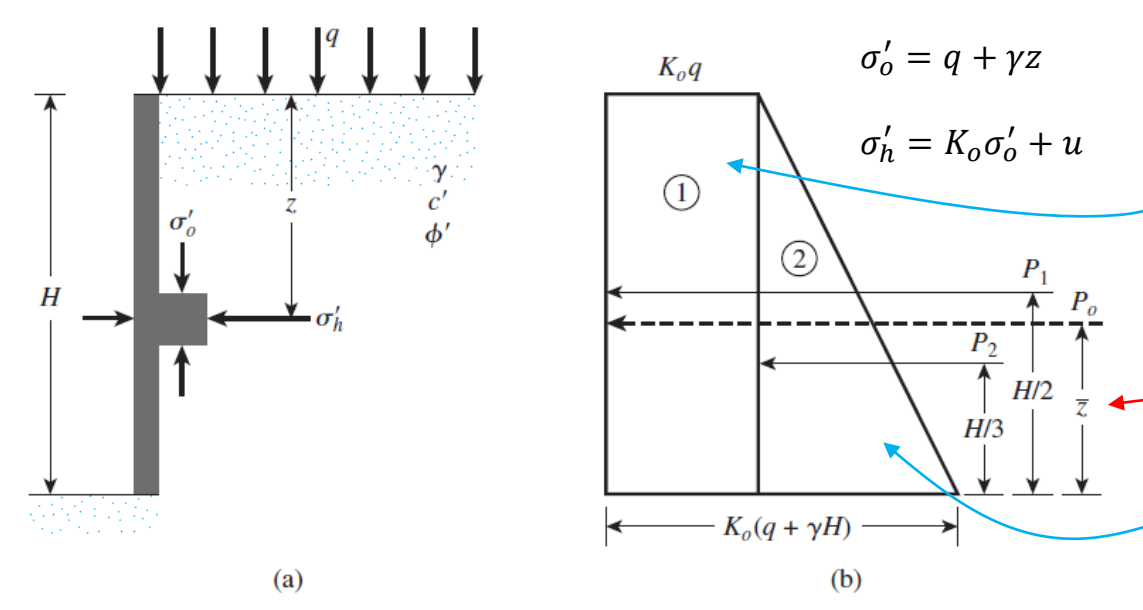 q
γ
c′
ϕ′
z
σ′ₒ
H
σ′ₕ
(a)
Kₒq
σ′ₒ = q + γz
σ′ₕ = Kₒσ′ₒ + u
1
2
P₁
Pₒ
P₂
H/2
z̄
H/3
Kₒ(q + γH)
(b)